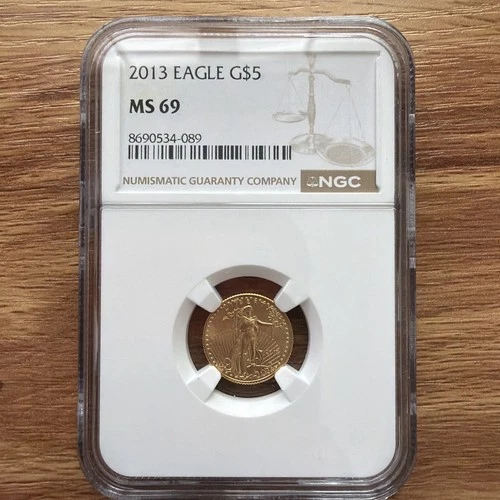 2013 EAGLE G$5
MS 69
8690534-089
NUMISMATIC GUARANTY COMPANY NGC